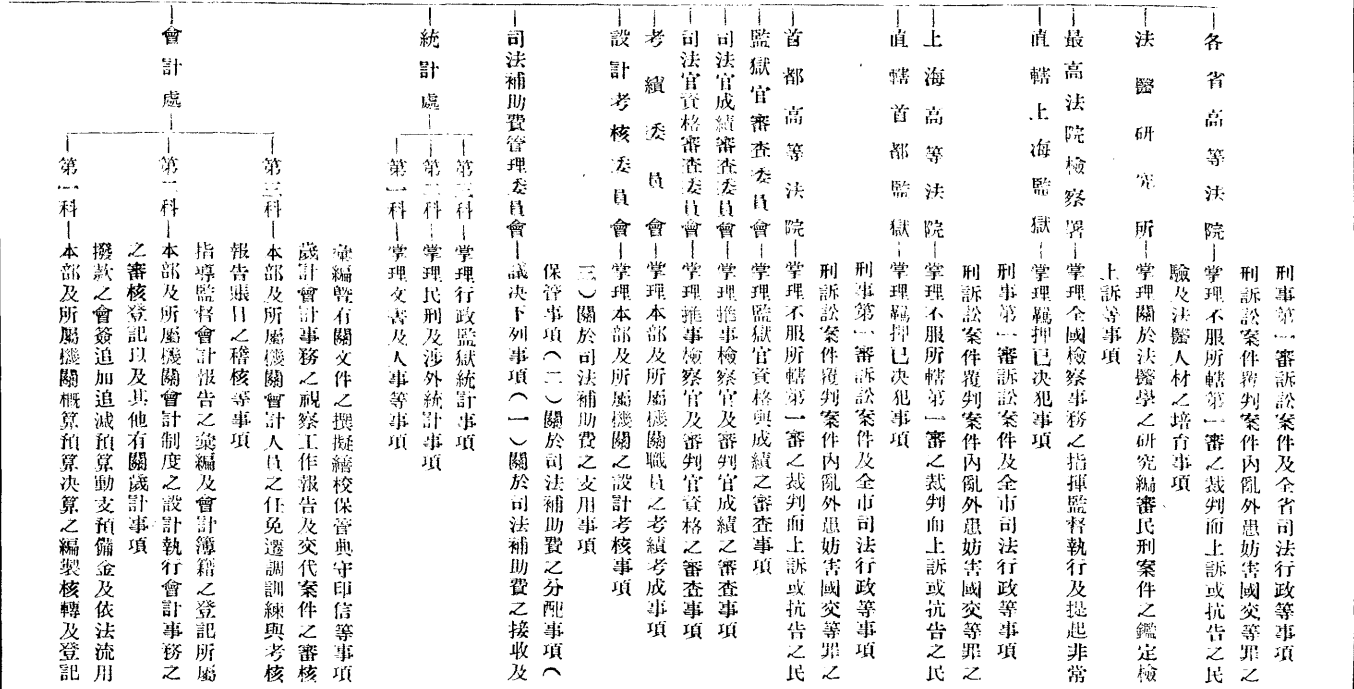 會計處
第一科—本部及所屬機關概算預算決算之編製核轉及登記
撥款之會簽追加追減預算動支預備金及依法流用
之審核登記以及其他有關歲計事項
第二科—本部及所屬機關會計制度之設計執行會計事務之
指導監督會計報告之彙編及會計簿籍之登記所屬
報告賬目之稽核等事項
第三科—本部及所屬機關會計人員之任免遷調訓練與考核
歲計會計事務之視察工作報告及交代案件之審核
彙編暨有關文件之撰擬繕校保管典守印信等事項
統計處
第一科—掌理文書及人事等事項
第二科—掌理民刑及涉外統計事項
第三科—掌理行政監獄統計事項
司法補助費管理委員會—議决下列事項(一)關於司法補助費之接收及
保管事項(二)關於司法補助費之分配事項(
三)關於司法補助費之支用事項
設計考核委員會—掌理本部及所屬機關之設計考核事項
考績委員會—掌理本部及所屬機關職員之考績考成事項
司法官資格審查委員會—掌理推事檢察官及審判官資格之審查事項
司法官成績審查委員會—掌理推事檢察官及審判官成績之審查事項
監獄官審查委員會—掌理監獄官資格與成績之審查事項
首都高等法院—掌理不服所轄第一審之裁判而上訴或抗告之民
刑訴訟案件覆判案件內亂外患妨害國交等罪之
刑事第一審訴訟案件及全市司法行政等事項
直轄首都監獄—掌理羈押已決犯事項
上海高等法院—掌理不服所轄第一審之裁判而上訴或抗告之民
刑訴訟案件覆判案件內亂外患妨害國交等罪之
刑事第一審訴訟案件及全市司法行政等事項
直轄上海監獄—掌理羈押已決犯事項
最高法院檢察署—掌理全國檢察事務之指揮監督執行及提起非常
上訴等事項
法醫研究所—掌理關於法醫學之研究編審民刑案件之鑑定檢
驗及法醫人材之培育事項
各省高等法院—掌理不服所轄第一審之裁判而上訴或抗告之民
刑訴訟案件覆判案件內亂外患妨害國交等罪之
刑事第一審訴訟案件及全省司法行政等事項